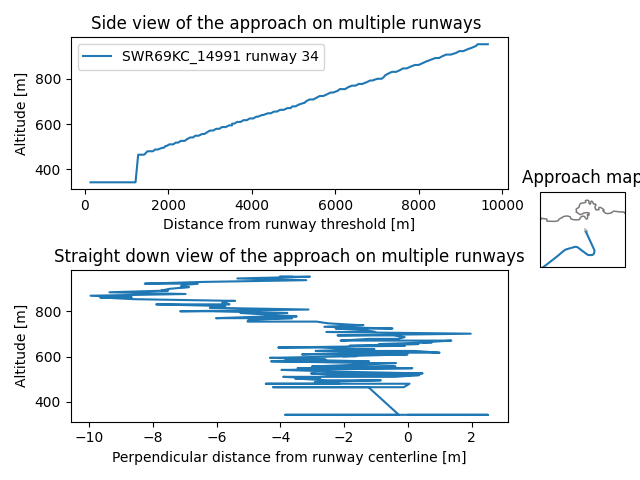 Side view of the approach on multiple runways
SWR69KC_14991 runway 34
Altitude [m]
800
600
400
0
2000
4000
6000
8000
10000
Distance from runway threshold [m]
Approach map
Straight down view of the approach on multiple runways
Altitude [m]
800
600
400
−10
−8
−6
−4
−2
0
2
Perpendicular distance from runway centerline [m]